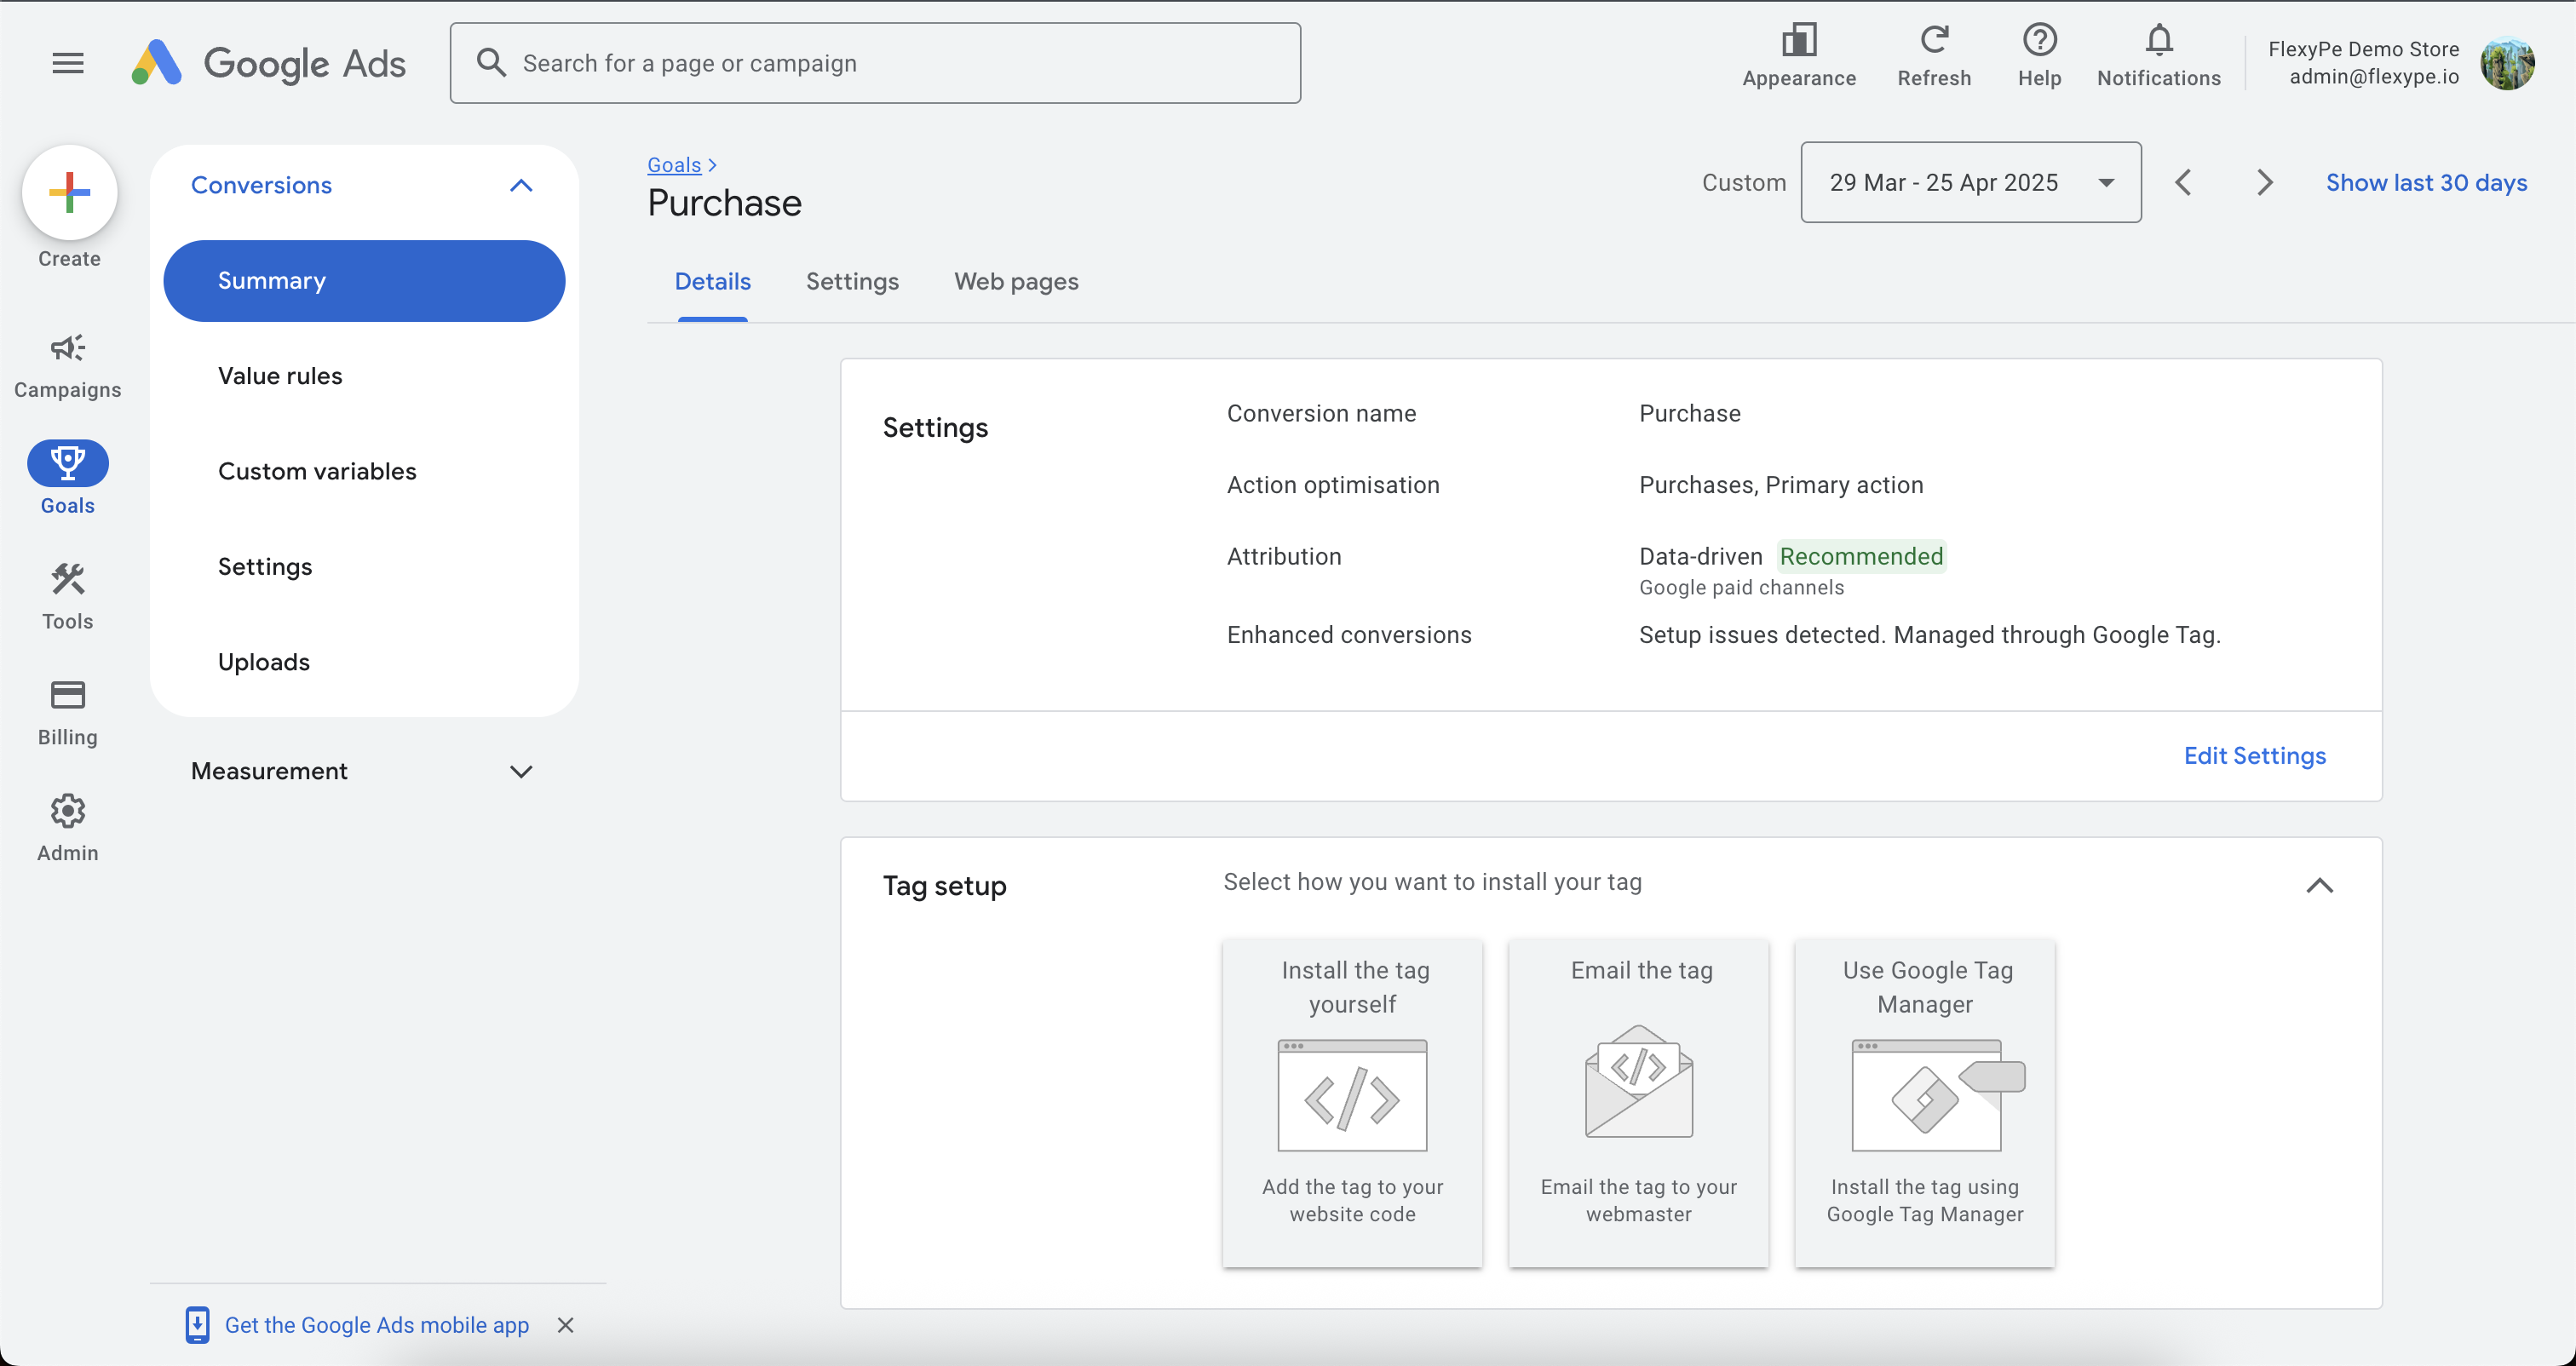 Google Ads
Search for a page or campaign
Appearance
Refresh
Help
Notifications
FlexyPe Demo Store
admin@flexype.io
Create
Campaigns
Goals
Tools
Billing
Admin
Conversions
Summary
Value rules
Custom variables
Settings
Uploads
Measurement
Get the Google Ads mobile app
Goals
Purchase
Custom
29 Mar - 25 Apr 2025
Show last 30 days
Details
Settings
Web pages
Settings
Conversion name
Purchase
Action optimisation
Purchases, Primary action
Attribution
Data-driven Recommended
Google paid channels
Enhanced conversions
Setup issues detected. Managed through Google Tag.
Edit Settings
Tag setup
Select how you want to install your tag
Install the tag
yourself
Add the tag to your
website code
Email the tag
Email the tag to your
webmaster
Use Google Tag
Manager
Install the tag using
Google Tag Manager